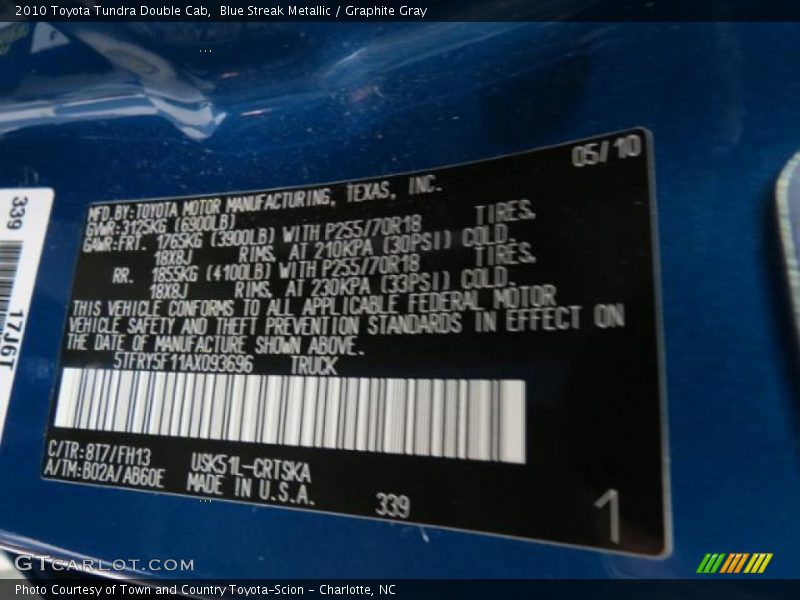 2010 Toyota Tundra Double Cab,  Blue Streak Metallic / Graphite Gray
05/10
MFD.BY:TOYOTA MOTOR MANUFACTURING, TEXAS, INC.
GVWR:3125KG (6900LB)
GAWR:FRT. 1765KG (3900LB) WITH P255/70R18 TIRES.
18X8J RIMS. AT 210KPA (30PSI) COLD.
RR. 1855KG (4100LB) WITH P255/70R18 TIRES.
18X8J RIMS. AT 230KPA (33PSI) COLD.
THIS VEHICLE CONFORMS TO ALL APPLICABLE FEDERAL MOTOR
VEHICLE SAFETY AND THEFT PREVENTION STANDARDS IN EFFECT ON
THE DATE OF MANUFACTURE SHOWN ABOVE.
5TFRY5F11AX093696 TRUCK
C/TR:8T7/FH13
A/TM:B02A/AB60E
USK51L-CRTSKA
MADE IN U.S.A.
339
1
339
17J6T
GTCARLOT.COM
Photo Courtesy of Town and Country Toyota-Scion - Charlotte, NC